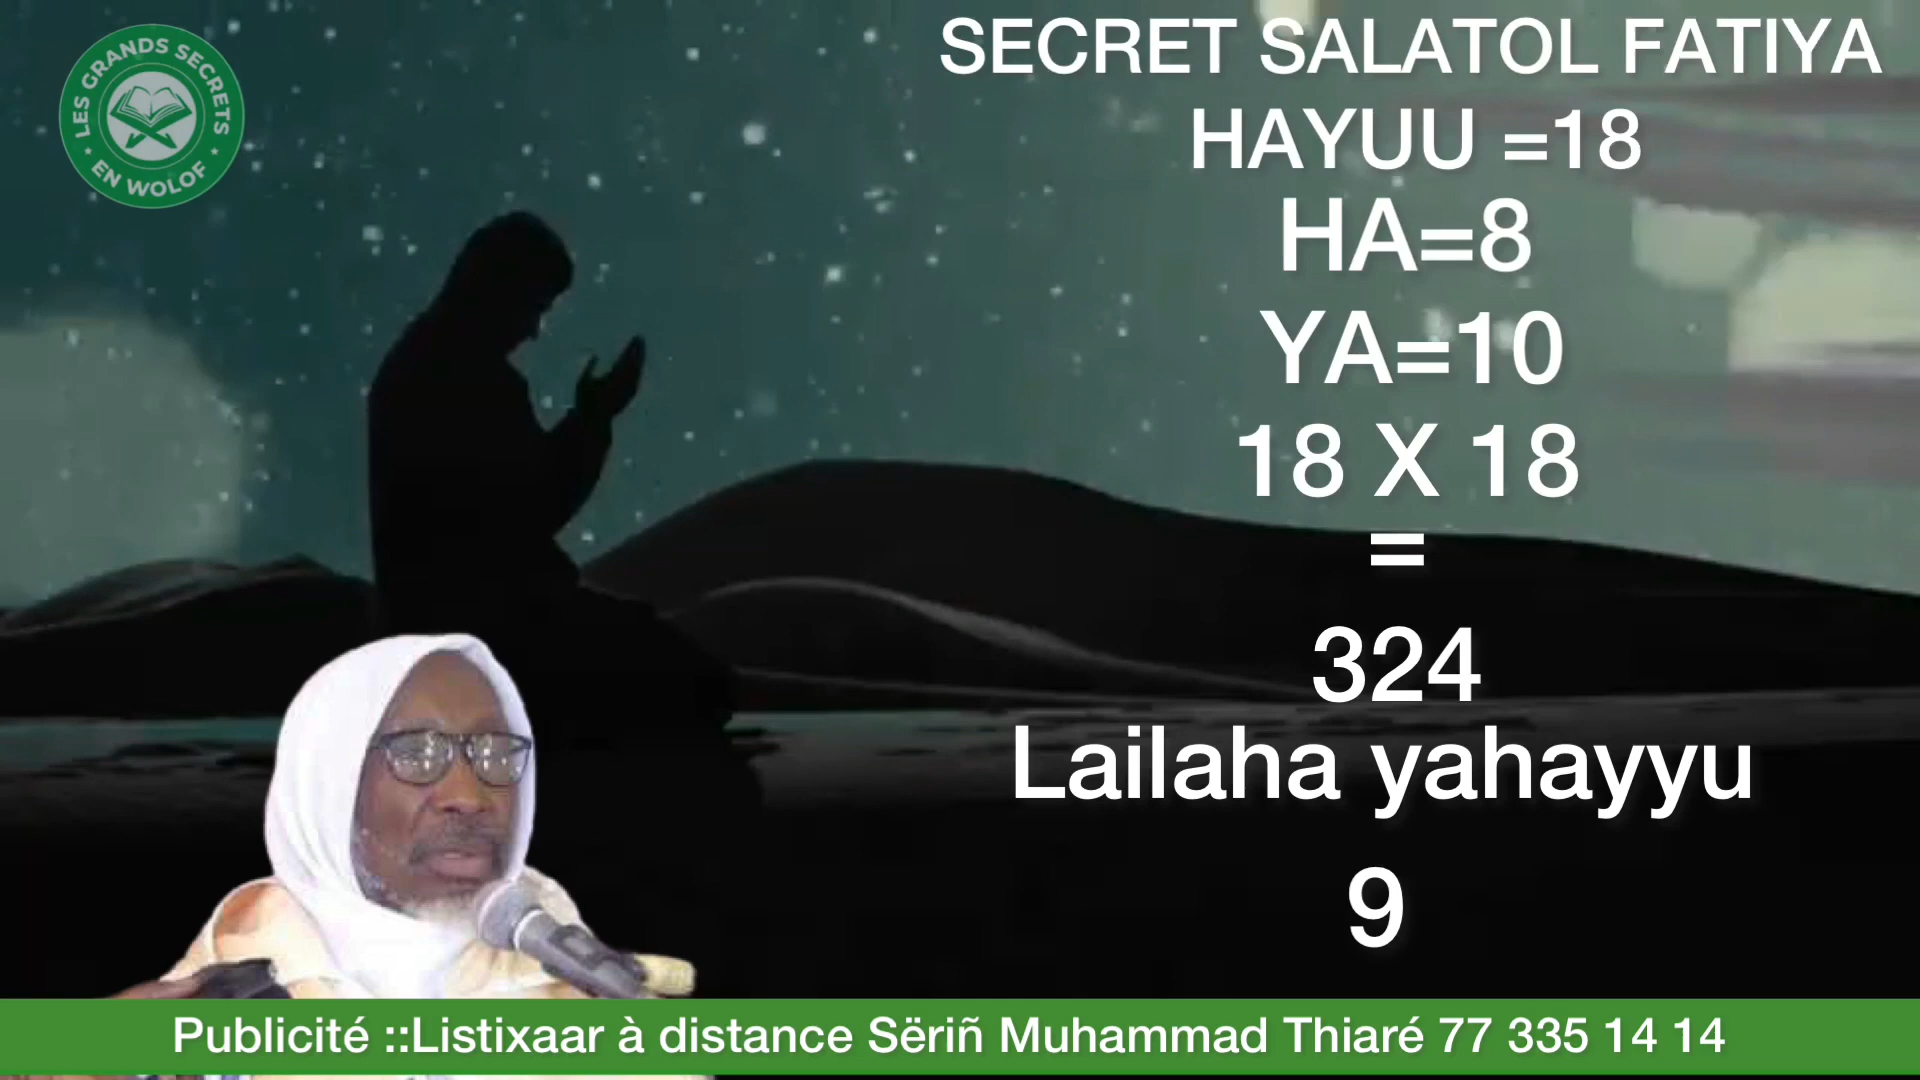 LES GRANDS SECRETS
EN WOLOF
SECRET SALATOL FATIYA
HAYUU =18
HA=8
YA=10
18 X 18
=
324
Lailaha yahayyu
9
Publicité ::Listixaar à distance Sëriñ Muhammad Thiaré 77 335 14 14